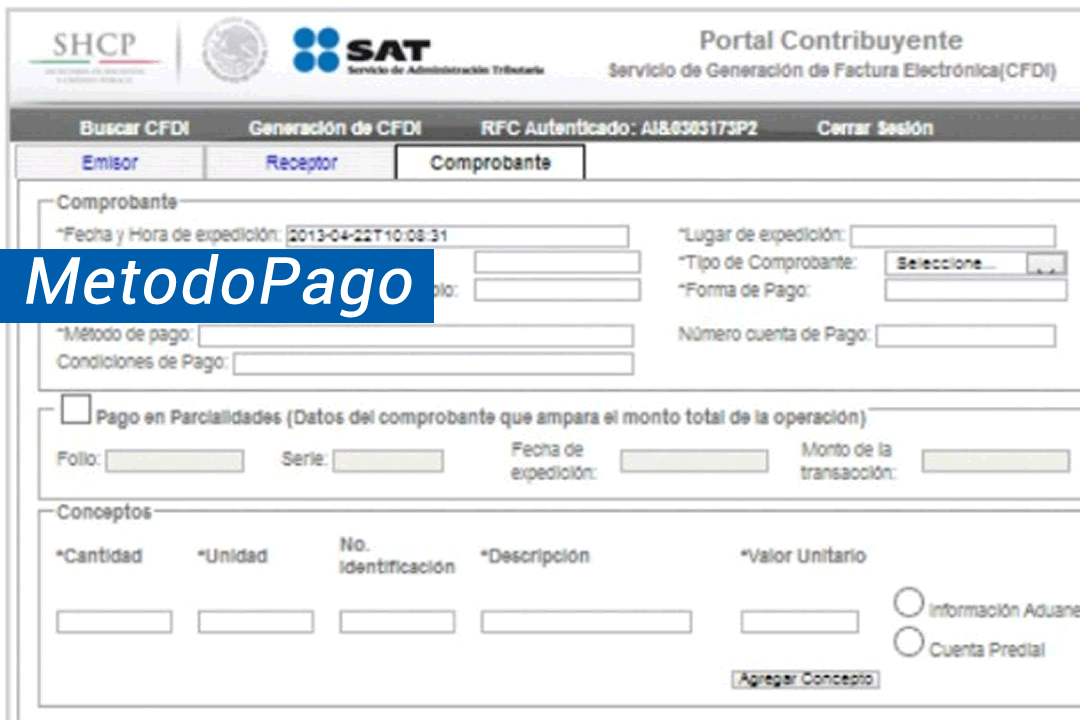 SHCP
SAT
Servicio de Administración Tributaria
Portal Contribuyente
Servicio de Generación de Factura Electrónica(CFDI)
Buscar CFDI Generación de CFDI RFC Autenticado: AI&0303173P2 Cerrar Sesión
Emisor Receptor Comprobante
Comprobante
*Fecha y Hora de expedición: 2013-04-22T10:08:31 *Lugar de expedición:
*Tipo de Comprobante: Seleccione...
MetodoPago
*Forma de Pago:
*Método de pago: Número cuenta de Pago:
Condiciones de Pago:
Pago en Parcialidades (Datos del comprobante que ampara el monto total de la operación)
Folio: Serie: Fecha de expedición: Monto de la transacción:
Conceptos
*Cantidad *Unidad No. Identificación *Descripción *Valor Unitario
Información Aduane
Cuenta Predial
Agregar Concepto